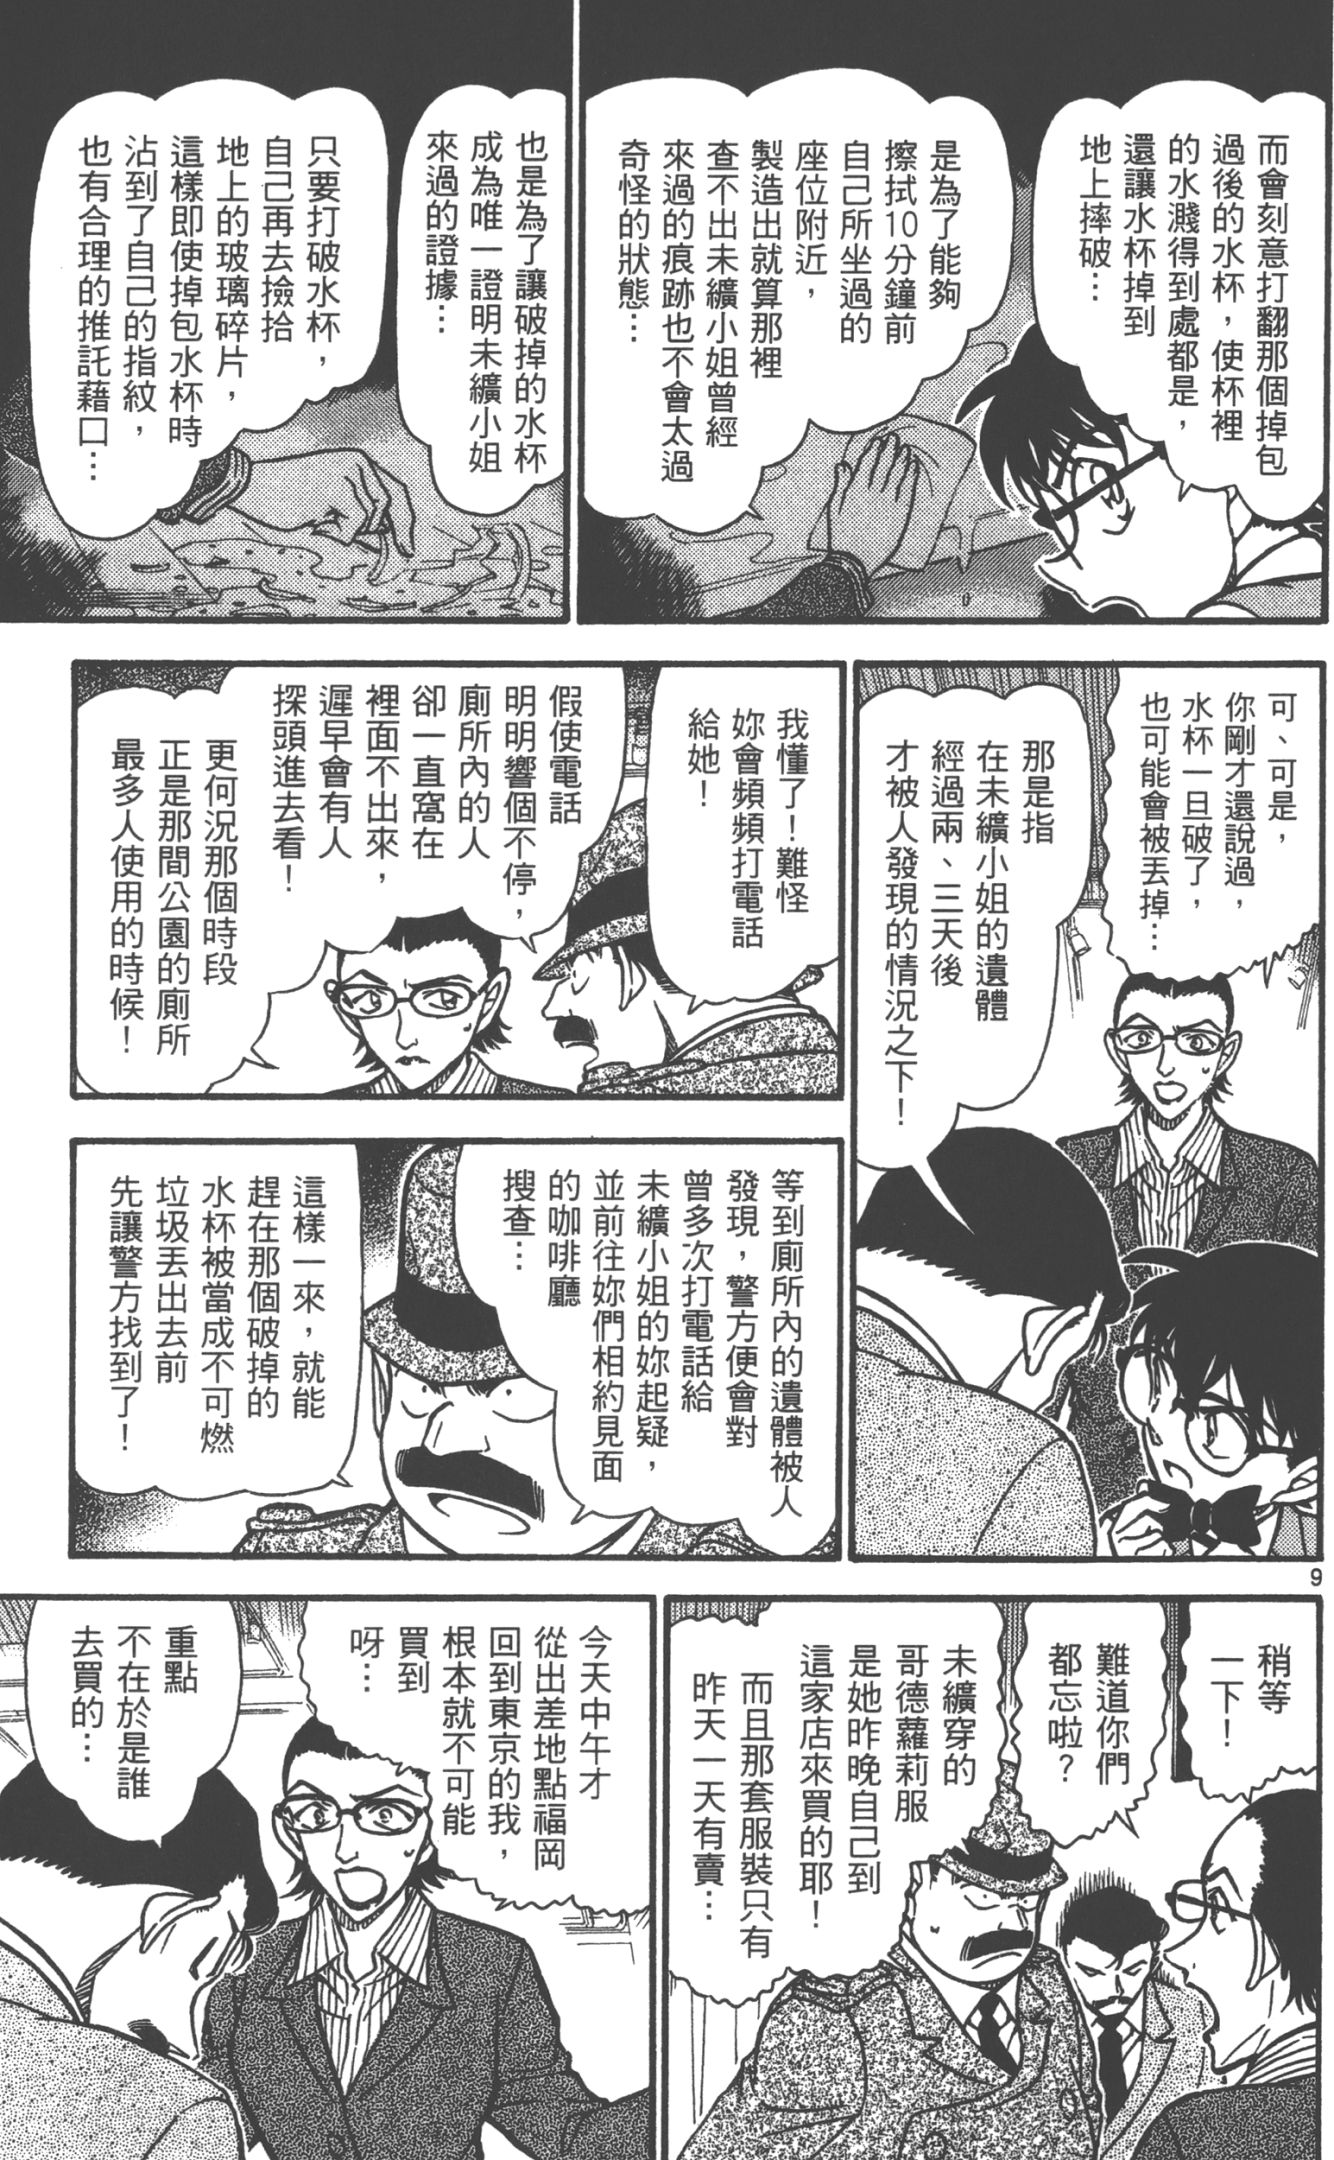 而會刻意打翻那個掉包
過後的水杯，使杯裡
的水濺得到處都是，
還讓水杯掉到
地上摔破…
是為了能夠
擦拭10分鐘前
自己所坐過的
座位附近，
製造出就算那裡
查不出未纊小姐曾經
來過的痕跡也不會太過
奇怪的狀態…
也是為了讓破掉的水杯
成為唯一證明未纊小姐
來過的證據…
只要打破水杯，
自己再去撿拾
地上的玻璃碎片，
這樣即使掉包水杯時
沾到了自己的指紋，
也有合理的推託藉口…
可、可是，
你剛才還說過，
水杯一旦破了，
也可能會被丟掉…
那是指
在未纊小姐的遺體
經過兩、三天後
才被人發現的情況之下！
我懂了！難怪
妳會頻頻打電話
給她！
假使電話
明明響個不停，
廁所內的人
卻一直窩在
裡面不出來，
遲早會有人
探頭進去看！
更何況那個時段
正是那間公園的廁所
最多人使用的時候！
等到廁所內的遺體被人
發現，警方便會對
曾多次打電話給
未纊小姐的妳起疑，
並前往妳們相約見面
的咖啡廳
搜查…
這樣一來，就能
趕在那個破掉的
水杯被當成不可燃
垃圾丟出去前
先讓警方找到了！
9
稍等
一下！
難道你們
都忘啦？
未纊穿的
哥德蘿莉服
是她昨晚自己到
這家店來買的耶！
而且那套服裝只有
昨天一天有賣…
今天中午才
從出差地點福岡
回到東京的我，
根本就不可能
買到
呀…
重點
不在於是誰
去買的…